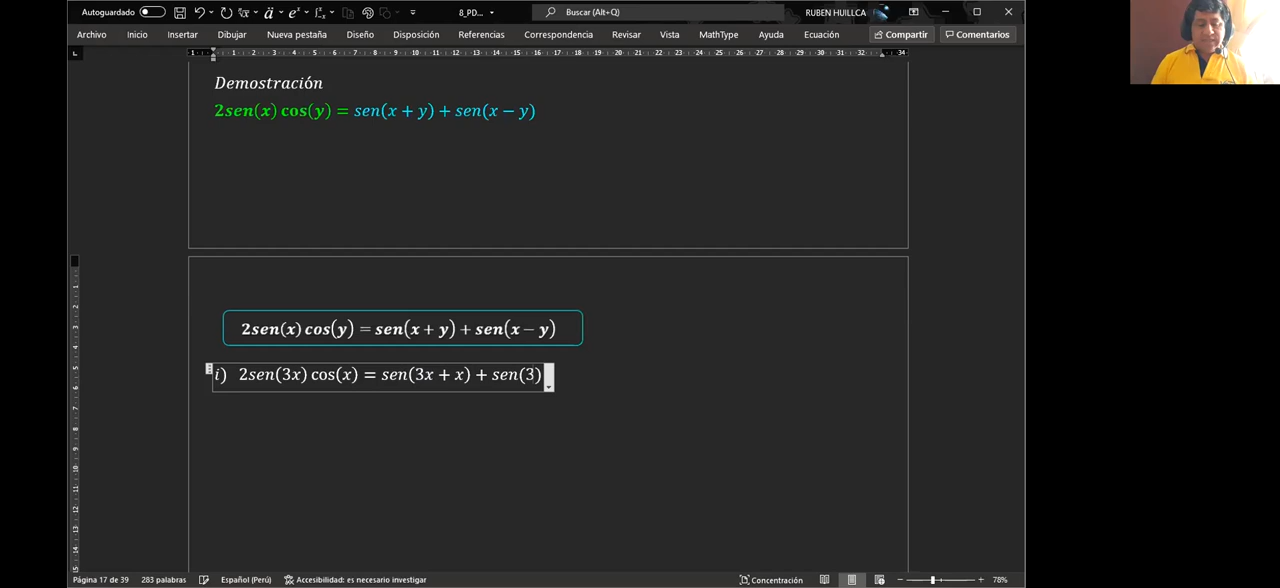 Autoguardado 8_PD... Buscar (Alt+Q) RUBEN HUILLCA
Archivo Inicio Insertar Dibujar Nueva pestaña Diseño Disposición Referencias Correspondencia Revisar Vista MathType Ayuda Ecuación Compartir Comentarios
Demostración
2sen(x) cos(y) = sen(x + y) + sen(x − y)
2sen(x) cos(y) = sen(x + y) + sen(x − y)
i) 2sen(3x) cos(x) = sen(3x + x) + sen(3)
Página 17 de 39 283 palabras Español (Perú) Accesibilidad: es necesario investigar Concentración 78%